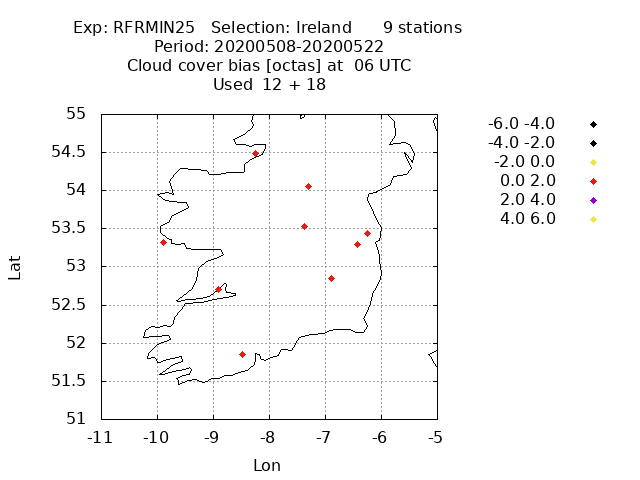 Exp: RFRMIN25 Selection: Ireland 9 stations
Period: 20200508-20200522
Cloud cover bias [octas] at 06 UTC
Used 12 + 18
55
54.5
54
53.5
53
52.5
52
51.5
51
-11 -10 -9 -8 -7 -6 -5
Lat
Lon
-6.0 -4.0
-4.0 -2.0
-2.0 0.0
0.0 2.0
2.0 4.0
4.0 6.0